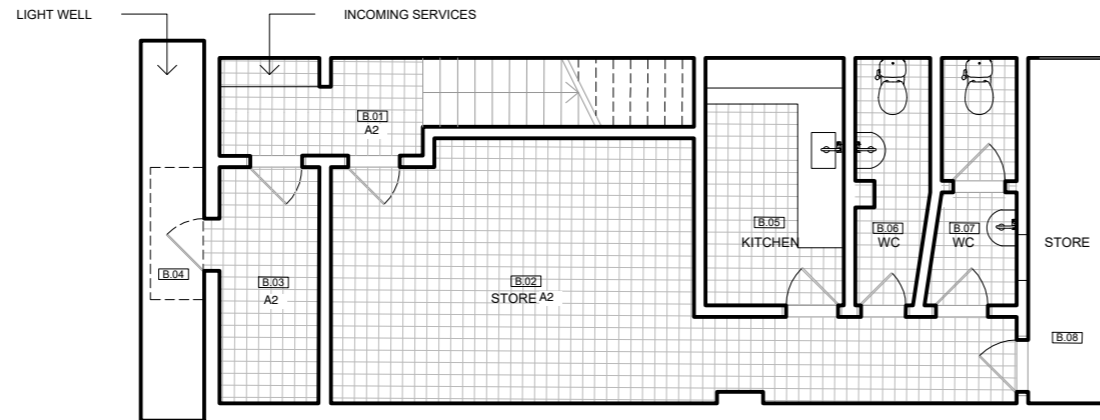 LIGHT WELL
INCOMING SERVICES
B.01
A2
B.05
KITCHEN
B.06
WC
B.07
WC
STORE
B.04
B.03
A2
B.02
STORE A2
B.08